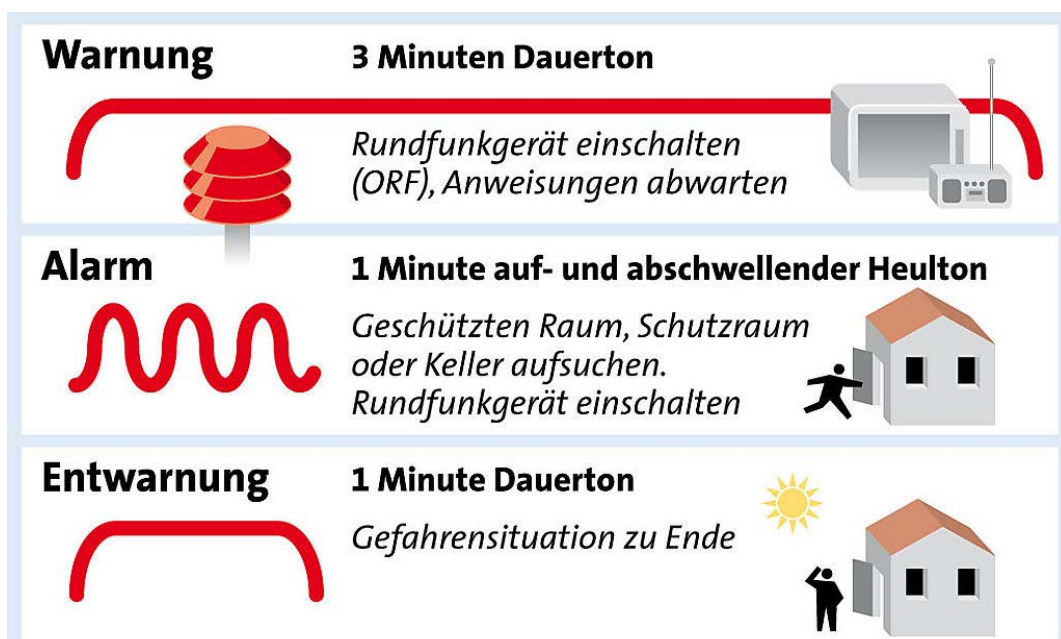 Warnung
3 Minuten Dauerton
Rundfunkgerät einschalten
(ORF), Anweisungen abwarten
Alarm
1 Minute auf- und abschwellender Heulton
Geschützten Raum, Schutzraum
oder Keller aufsuchen.
Rundfunkgerät einschalten
Entwarnung
1 Minute Dauerton
Gefahrensituation zu Ende